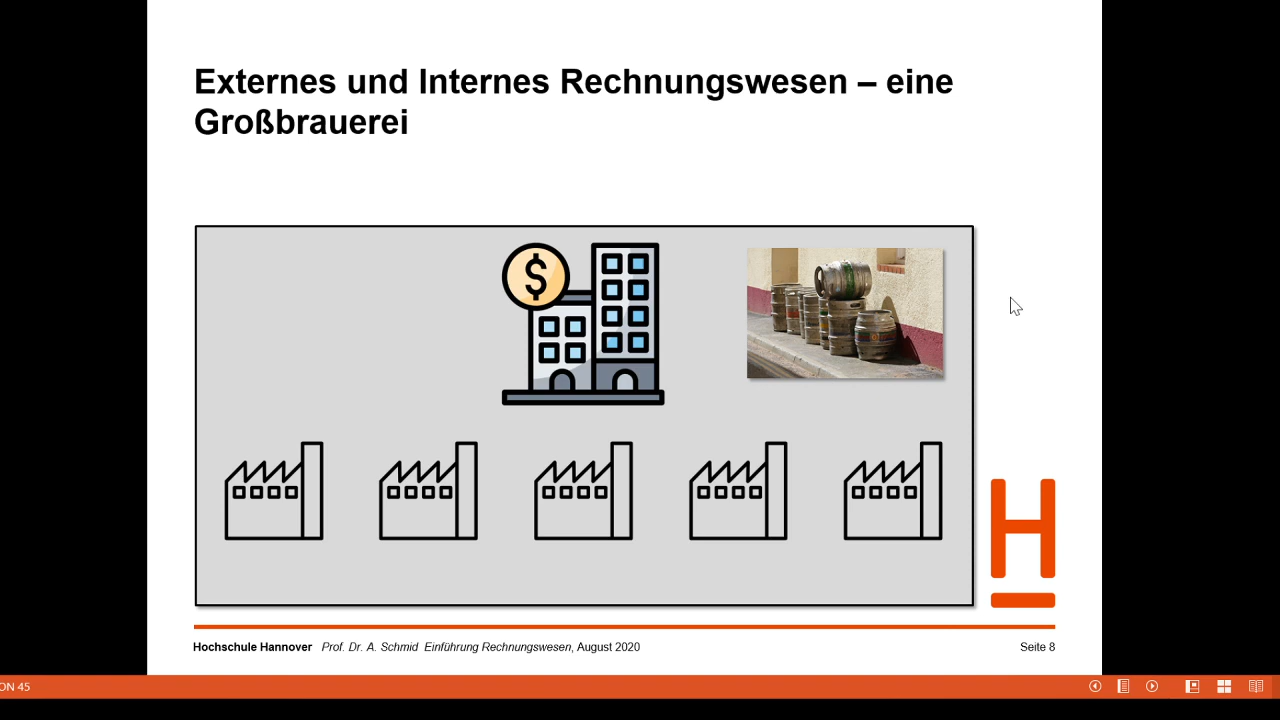 Externes und Internes Rechnungswesen – eine
Großbrauerei
$
H
Hochschule Hannover Prof. Dr. A. Schmid Einführung Rechnungswesen, August 2020
Seite 8
ON 45